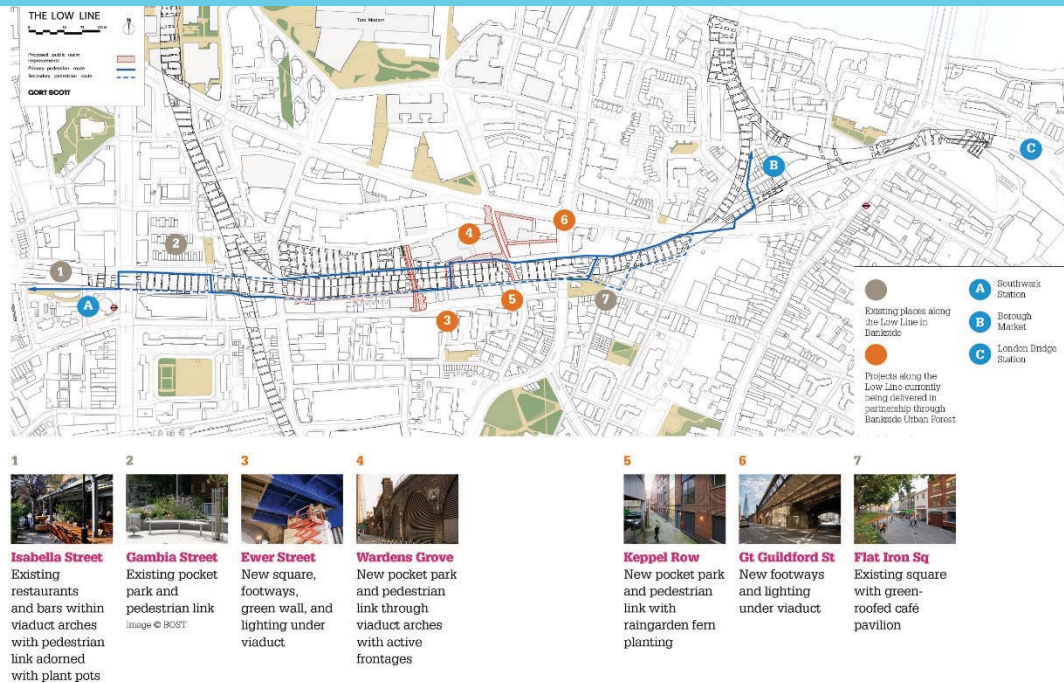 THE LOW LINE
N
Proposed public realm
improvements
Primary pedestrian route
Secondary pedestrian route
GORT SCOTT
Tate Modern
1
2
3
4
5
6
7
A
B
C
Existing places along
the Low Line in
Bankside
Projects along the
Low Line currently
being delivered in
partnership through
Bankside Urban Forest
A Southwark
Station
B Borough
Market
C London Bridge
Station
1
Isabella Street
Existing
restaurants
and bars within
viaduct arches
with pedestrian
link adorned
with plant pots
2
Gambia Street
Existing pocket
park and
pedestrian link
Image © BOST
3
Ewer Street
New square,
footways,
green wall, and
lighting under
viaduct
4
Wardens Grove
New pocket park
and pedestrian
link through
viaduct arches
with active
frontages
5
Keppel Row
New pocket park
and pedestrian
link with
raingarden fern
planting
6
Gt Guildford St
New footways
and lighting
under viaduct
7
Flat Iron Sq
Existing square
with green-
roofed café
pavilion